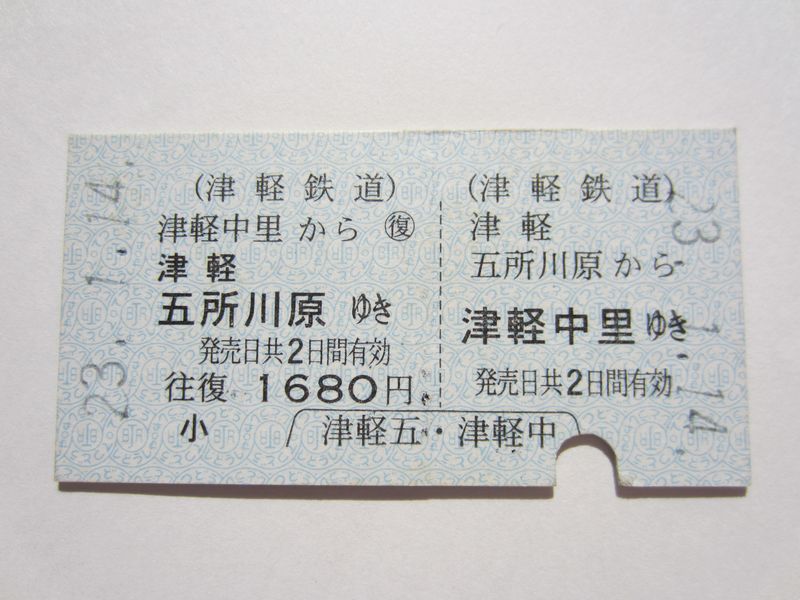 23.-1.14.
（津軽鉄道）
津軽中里から ㊝復
津軽
五所川原 ゆき
発売日共2日間有効
往復 1680円
小
（津軽鉄道）
津軽
五所川原から
津軽中里ゆき
発売日共2日間有効
津軽五・津軽中
23.-1.14.